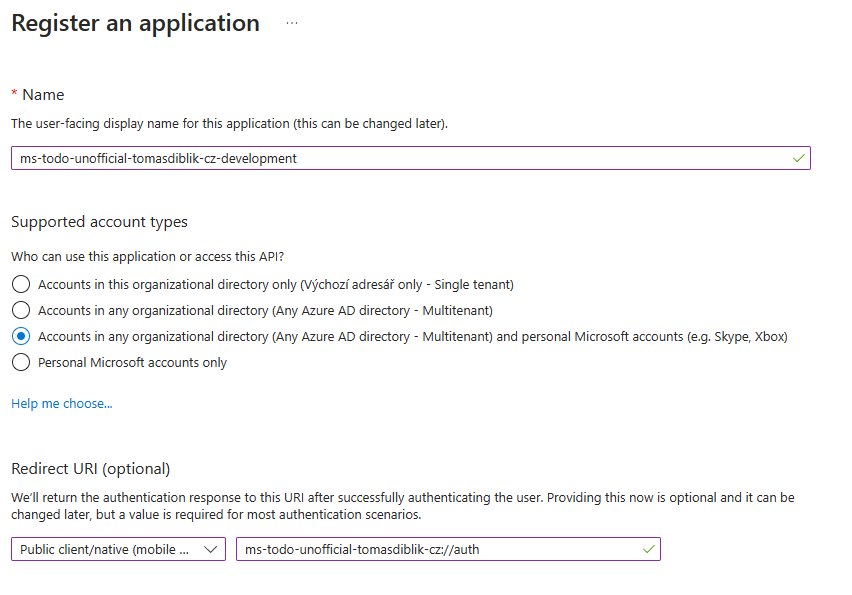 Register an application ...
* Name
The user-facing display name for this application (this can be changed later).
ms-todo-unofficial-tomasdiblik-cz-development
Supported account types
Who can use this application or access this API?
Accounts in this organizational directory only (Výchozí adresář only - Single tenant)
Accounts in any organizational directory (Any Azure AD directory - Multitenant)
Accounts in any organizational directory (Any Azure AD directory - Multitenant) and personal Microsoft accounts (e.g. Skype, Xbox)
Personal Microsoft accounts only
Help me choose...
Redirect URI (optional)
We'll return the authentication response to this URI after successfully authenticating the user. Providing this now is optional and it can be
changed later, but a value is required for most authentication scenarios.
Public client/native (mobile ... ms-todo-unofficial-tomasdiblik-cz://auth